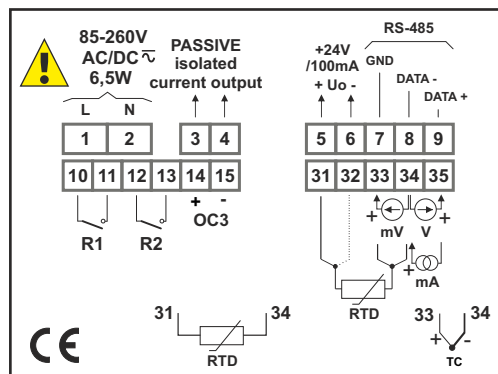 85-260V
AC/DC
6,5W
L N
PASSIVE
isolated
current output
+24V
/100mA
+ Uo -
RS-485
GND
DATA -
DATA +
1 2 3 4
5 6 7 8 9
10 11 12 13 14 15
31 32 33 34 35
R1 R2
+ -
OC3
+ +
mV V
+
mA
RTD
31 34
RTD
33 34
+ -
TC
CE